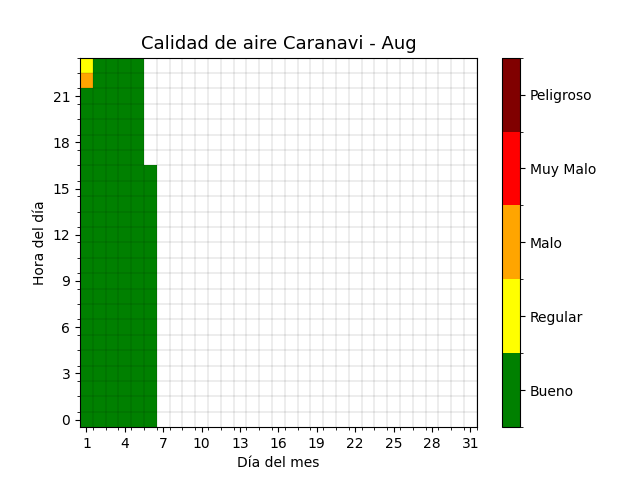 Calidad de aire Caranavi - Aug
Hora del día
21
18
15
12
9
6
3
0
1 4 7 10 13 16 19 22 25 28 31
Día del mes
Peligroso
Muy Malo
Malo
Regular
Bueno